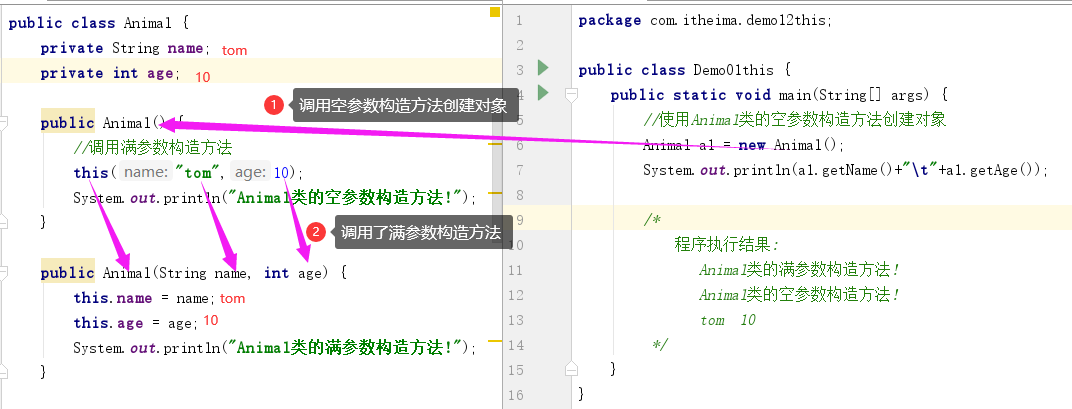 public class Animal {
private String name; tom
private int age; 10
1 调用空参数构造方法创建对象
public Animal() {
//调用满参数构造方法
this( name: "tom", age: 10);
System.out.println("Animal类的空参数构造方法!");
}
2 调用了满参数构造方法
public Animal(String name, int age) {
this.name = name; tom
this.age = age; 10
System.out.println("Animal类的满参数构造方法!");
}
1 package com.itheima.demo12this;
2
3 public class Demo01this {
4 public static void main(String[] args) {
5 //使用Animal类的空参数构造方法创建对象
6 Animal a1 = new Animal();
7 System.out.println(a1.getName()+"\t"+a1.getAge());
8
9 /*
10 程序执行结果:
11 Animal类的满参数构造方法!
12 Animal类的空参数构造方法!
13 tom 10
14 */
15 }
16 }